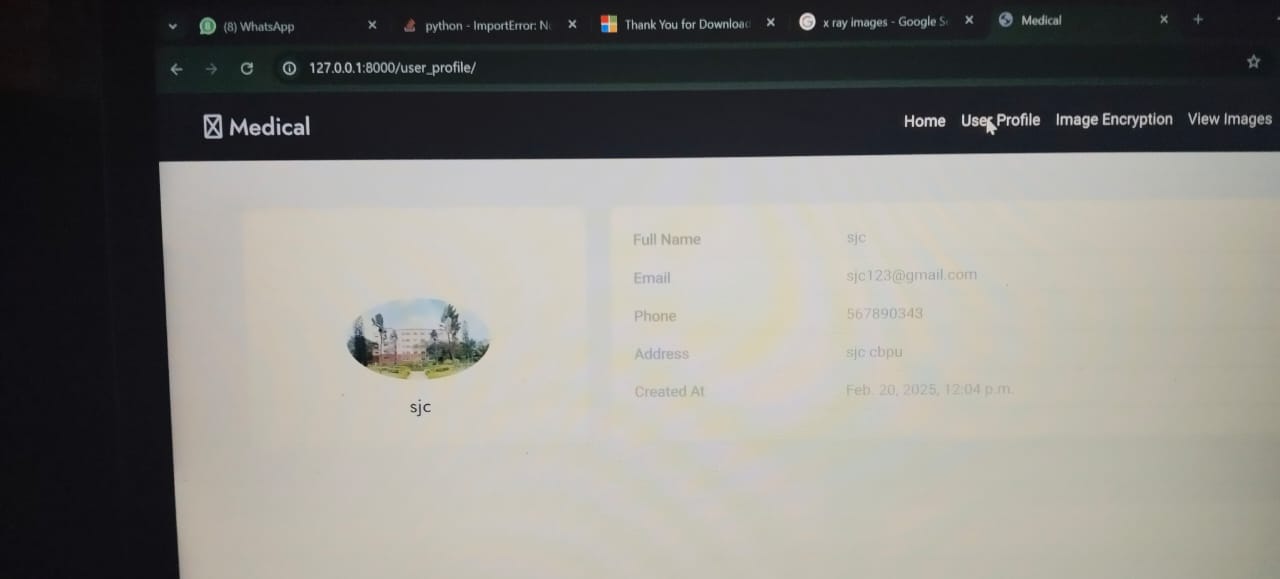 (8) WhatsApp
python - ImportError: N
Thank You for Downloa
x ray images - Google S
Medical
127.0.0.1:8000/user_profile/
Medical
Home User Profile Image Encryption View Images
Full Name sjc
Email sjc123@gmail.com
Phone 567890343
Address sjc cbpu
Created At Feb. 20, 2025, 12:04 p.m.
sjc